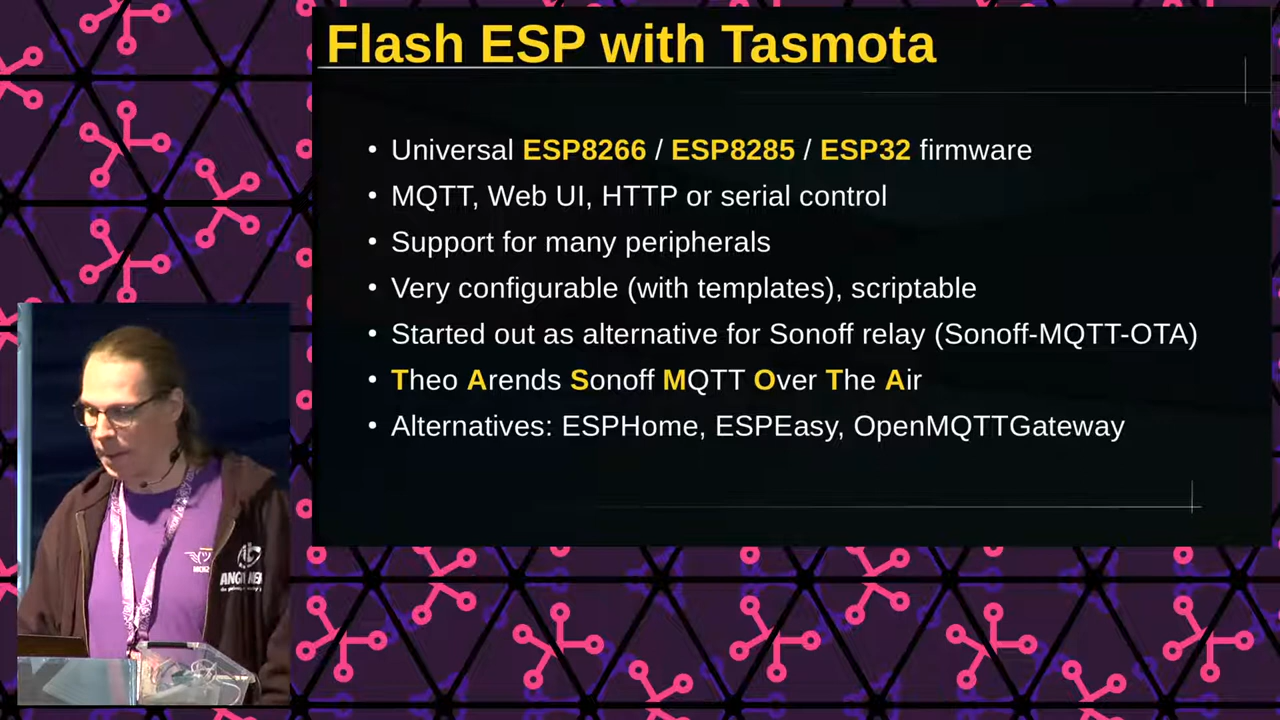 Flash ESP with Tasmota
• Universal ESP8266 / ESP8285 / ESP32 firmware
• MQTT, Web UI, HTTP or serial control
• Support for many peripherals
• Very configurable (with templates), scriptable
• Started out as alternative for Sonoff relay (Sonoff-MQTT-OTA)
• Theo Arends Sonoff MQTT Over The Air
• Alternatives: ESPHome, ESPEasy, OpenMQTTGateway